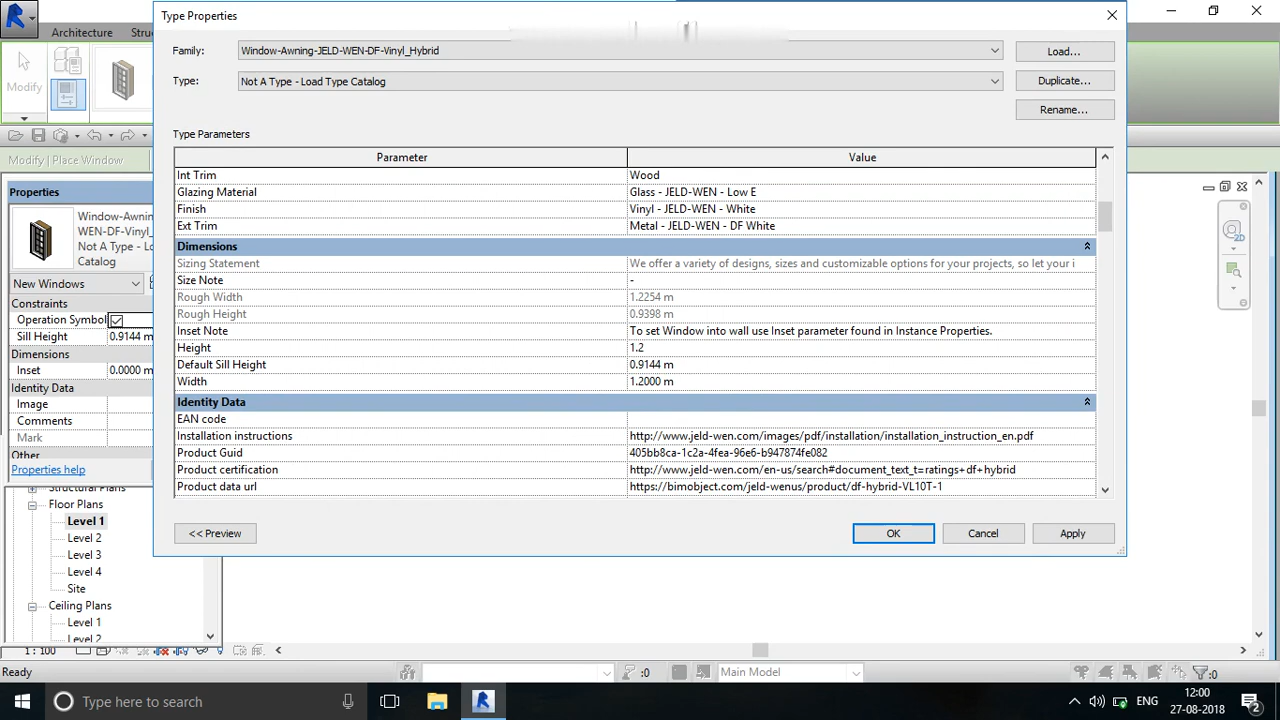 Type Properties
Architecture
Family:
Window-Awning-JELD-WEN-DF-Vinyl_Hybrid
Load...
Type:
Not A Type - Load Type Catalog
Duplicate...
Modify
Rename...
Type Parameters
Modify | Place Window
Parameter Value
Int Trim Wood
Glazing Material Glass - JELD-WEN - Low E
Finish Vinyl - JELD-WEN - White
Ext Trim Metal - JELD-WEN - DF White
Dimensions
Sizing Statement We offer a variety of designs, sizes and customizable options for your projects, so let your i
Size Note -
Rough Width 1.2254 m
Rough Height 0.9398 m
Inset Note To set Window into wall use Inset parameter found in Instance Properties.
Height 1.2
Default Sill Height 0.9144 m
Width 1.2000 m
Identity Data
EAN code
Installation instructions http://www.jeld-wen.com/images/pdf/installation/installation_instruction_en.pdf
Product Guid 405bb8ca-1c2a-4fea-96e6-b947874fe082
Product certification http://www.jeld-wen.com/en-us/search#document_text_t=ratings+df+hybrid
Product data url https://bimobject.com/jeld-wenus/product/df-hybrid-VL10T-1
<< Preview
OK
Cancel
Apply
Properties
Window-Awning
WEN-DF-Vinyl_
Not A Type - Lo
Catalog
New Windows
Constraints
Operation Symbol
Sill Height 0.9144 m
Dimensions
Inset 0.0000 m
Identity Data
Image
Comments
Mark
Other
Properties help
Structural Plans
Floor Plans
Level 1
Level 2
Level 3
Level 4
Site
Ceiling Plans
Level 1
Level 2
2D
1 : 100
Ready
:0
Main Model
:0
Type here to search
ENG
12:00
27-08-2018
2